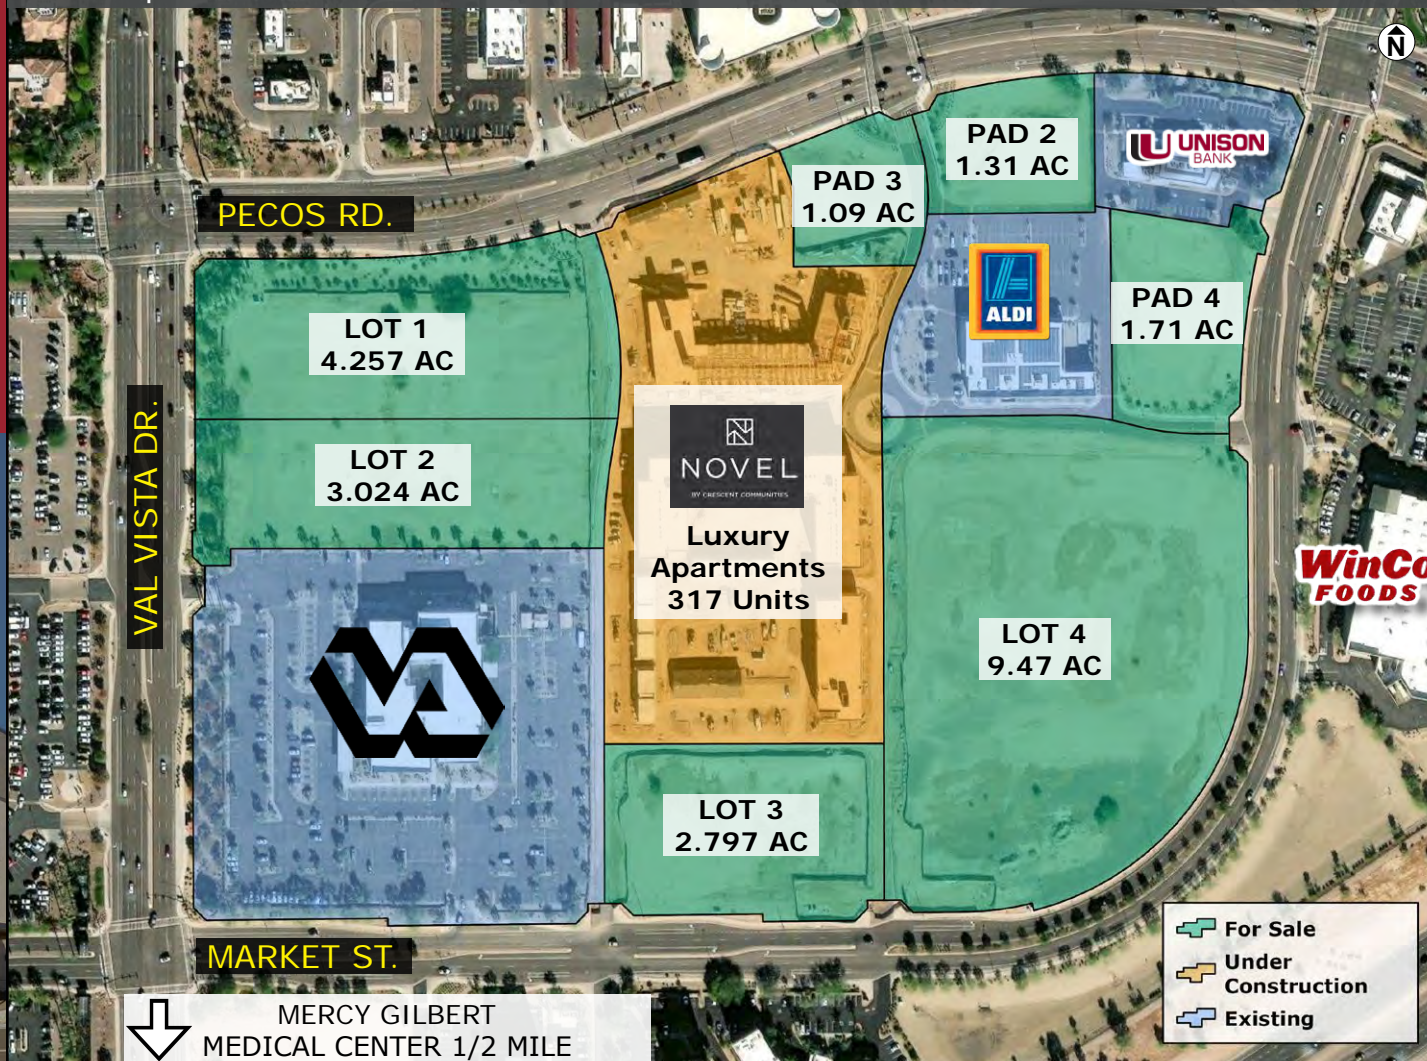 N
PAD 2
1.31 AC
UNISON
BANK
PAD 3
1.09 AC
PECOS RD.
ALDI
PAD 4
1.71 AC
LOT 1
4.257 AC
VAL VISTA DR.
NOVEL
BY CRESCENT COMMUNITIES
Luxury
Apartments
317 Units
LOT 2
3.024 AC
WinCo
FOODS
LOT 4
9.47 AC
VA
LOT 3
2.797 AC
MARKET ST.
For Sale
Under
Construction
Existing
MERCY GILBERT
MEDICAL CENTER 1/2 MILE